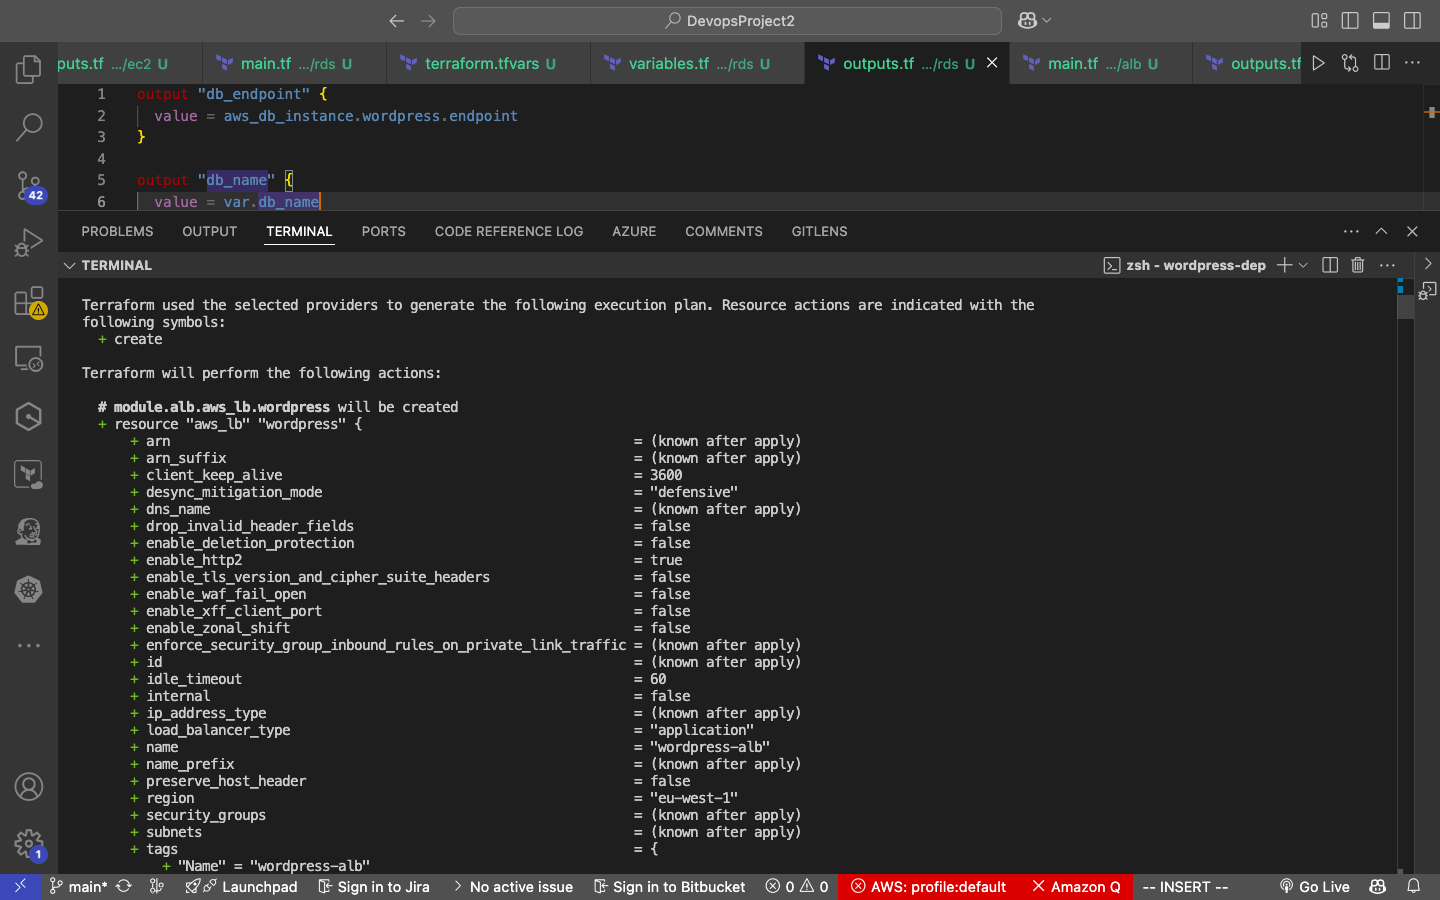 DevopsProject2
puts.tf .../ec2 U
main.tf .../rds U
terraform.tfvars U
variables.tf .../rds U
outputs.tf .../rds U
main.tf .../alb U
outputs.tf
1 output "db_endpoint" {
2 value = aws_db_instance.wordpress.endpoint
3 }
4
5 output "db_name" {
6 value = var.db_name
PROBLEMS OUTPUT TERMINAL PORTS CODE REFERENCE LOG AZURE COMMENTS GITLENS
TERMINAL
zsh - wordpress-dep
Terraform used the selected providers to generate the following execution plan. Resource actions are indicated with the
following symbols:
+ create
Terraform will perform the following actions:
# module.alb.aws_lb.wordpress will be created
+ resource "aws_lb" "wordpress" {
+ arn = (known after apply)
+ arn_suffix = (known after apply)
+ client_keep_alive = 3600
+ desync_mitigation_mode = "defensive"
+ dns_name = (known after apply)
+ drop_invalid_header_fields = false
+ enable_deletion_protection = false
+ enable_http2 = true
+ enable_tls_version_and_cipher_suite_headers = false
+ enable_waf_fail_open = false
+ enable_xff_client_port = false
+ enable_zonal_shift = false
+ enforce_security_group_inbound_rules_on_private_link_traffic = (known after apply)
+ id = (known after apply)
+ idle_timeout = 60
+ internal = false
+ ip_address_type = (known after apply)
+ load_balancer_type = "application"
+ name = "wordpress-alb"
+ name_prefix = (known after apply)
+ preserve_host_header = false
+ region = "eu-west-1"
+ security_groups = (known after apply)
+ subnets = (known after apply)
+ tags = {
+ "Name" = "wordpress-alb"
42
1
main* Launchpad Sign in to Jira No active issue Sign in to Bitbucket 0 0 AWS: profile:default Amazon Q -- INSERT -- Go Live